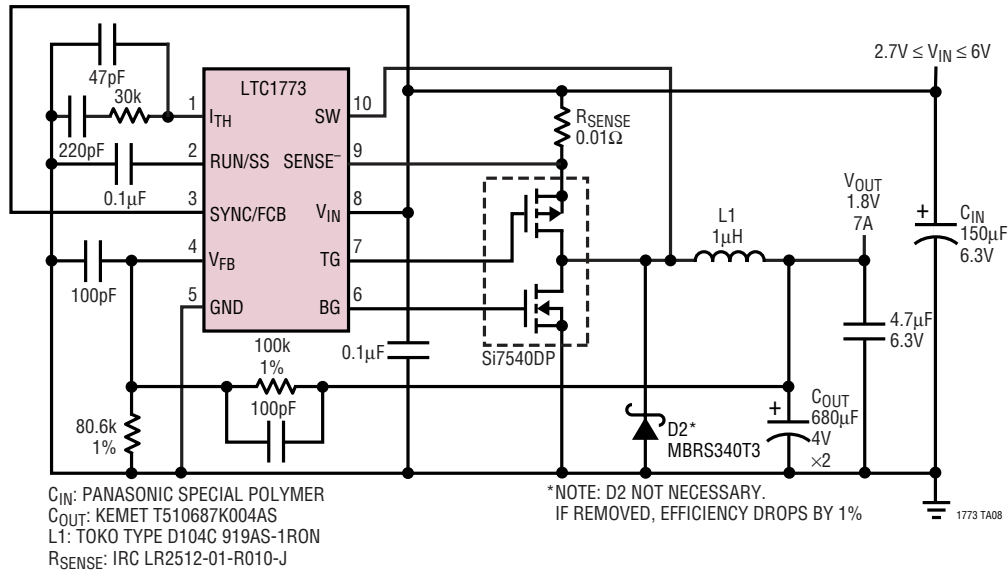 2.7V ≤ VIN ≤ 6V
47pF
30k
220pF
0.1µF
100pF
LTC1773
1
ITH
2
RUN/SS
3
SYNC/FCB
4
VFB
5
GND
10
SW
9
SENSE–
8
VIN
7
TG
6
BG
RSENSE
0.01Ω
Si7540DP
L1
1µH
VOUT
1.8V
7A
+
CIN
150µF
6.3V
4.7µF
6.3V
0.1µF
100k
1%
100pF
80.6k
1%
D2*
MBRS340T3
+
COUT
680µF
4V
×2
CIN: PANASONIC SPECIAL POLYMER
COUT: KEMET T510687K004AS
L1: TOKO TYPE D104C 919AS-1RON
RSENSE: IRC LR2512-01-R010-J
*NOTE: D2 NOT NECESSARY.
IF REMOVED, EFFICIENCY DROPS BY 1%
1773 TA08